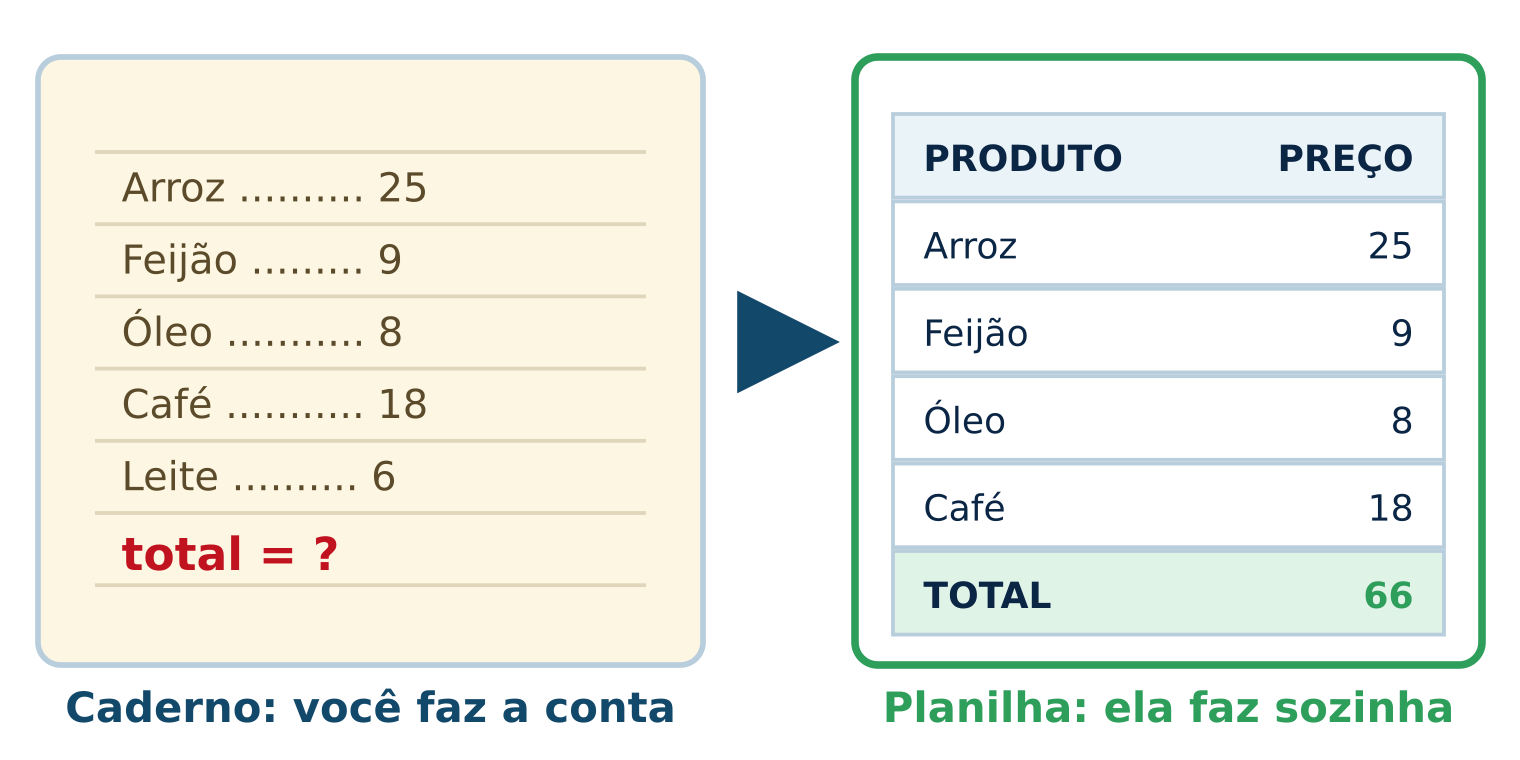 Arroz .......... 25
Feijão ......... 9
Óleo ........... 8
Café ........... 18
Leite .......... 6
total = ?
Caderno: você faz a conta
PRODUTO PREÇO
Arroz 25
Feijão 9
Óleo 8
Café 18
TOTAL 66
Planilha: ela faz sozinha